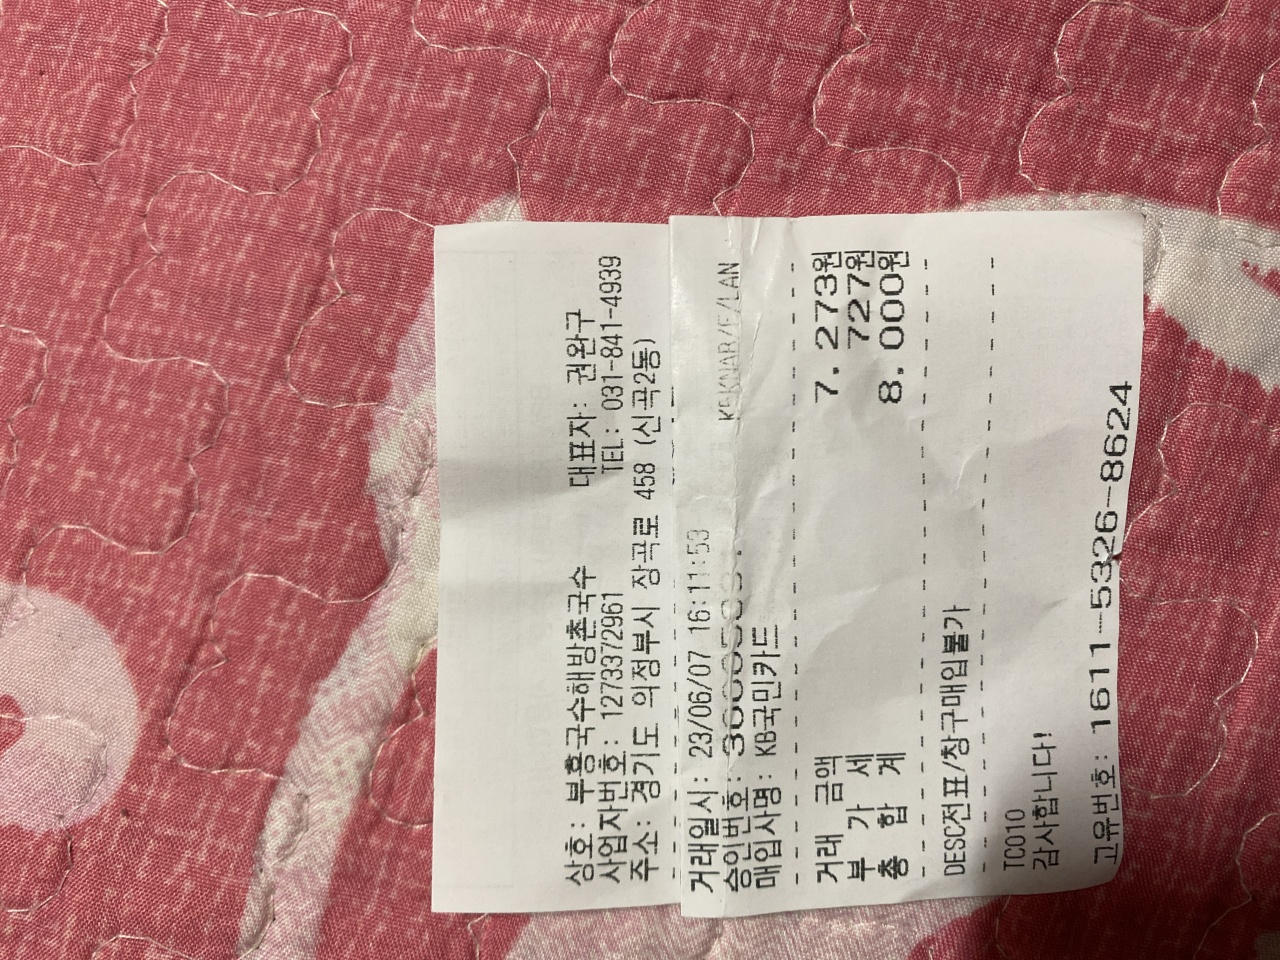 상호: 부흥국수해방촌국수 대표자: 권완구
사업자번호: 1273372961 TEL: 031-841-4939
주소: 경기도 의정부시 장곡로 458 (신곡2동)
거래일시: 23/06/07 16:11:53
승인번호:
매입사명: KB국민카드
거래 금액 7.273원
부 가 세 727원
총 합 계 8.000원
DESC전표/창구매입불가
TC010
감사합니다!
고유번호: 1611-5326-8624